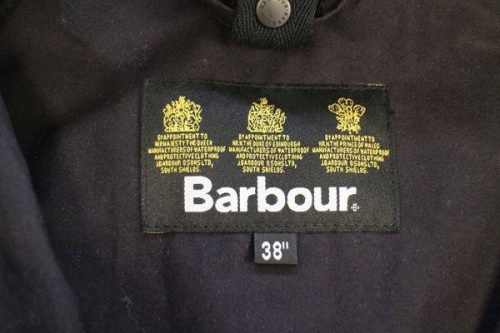 BY APPOINTMENT TO
HER MAJESTY THE QUEEN
MANUFACTURERS OF WATERPROOF
AND PROTECTIVE CLOTHING
J.BARBOUR & SONS LTD,
SOUTH SHIELDS.
BY APPOINTMENT TO
H.R.H. THE DUKE OF EDINBURGH
MANUFACTURERS OF WATERPROOF
AND PROTECTIVE CLOTHING
J.BARBOUR & SONS LTD,
SOUTH SHIELDS.
BY APPOINTMENT TO
H.R.H. THE PRINCE OF WALES
MANUFACTURERS OF WATERPROOF
AND PROTECTIVE CLOTHING
J.BARBOUR & SONS LTD,
SOUTH SHIELDS.
Barbour
38"